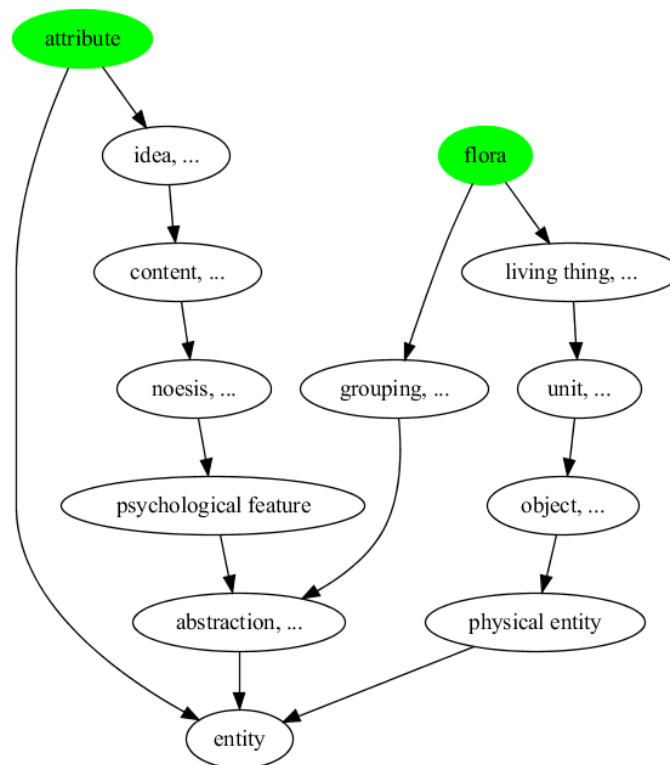 attribute
idea, ...
flora
content, ...
living thing, ...
noesis, ...
grouping, ...
unit, ...
psychological feature
object, ...
abstraction, ...
physical entity
entity